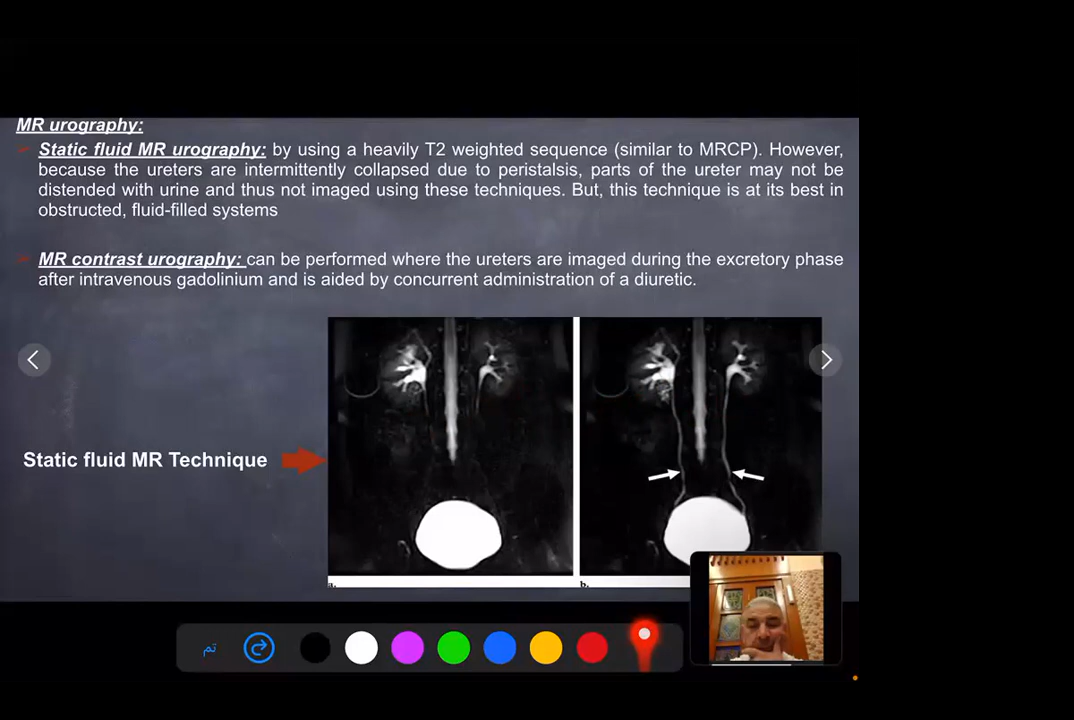 MR urography:
Static fluid MR urography: by using a heavily T2 weighted sequence (similar to MRCP). However,
because the ureters are intermittently collapsed due to peristalsis, parts of the ureter may not be
distended with urine and thus not imaged using these techniques. But, this technique is at its best in
obstructed, fluid-filled systems
MR contrast urography: can be performed where the ureters are imaged during the excretory phase
after intravenous gadolinium and is aided by concurrent administration of a diuretic.
Static fluid MR Technique
a.
b.
تم